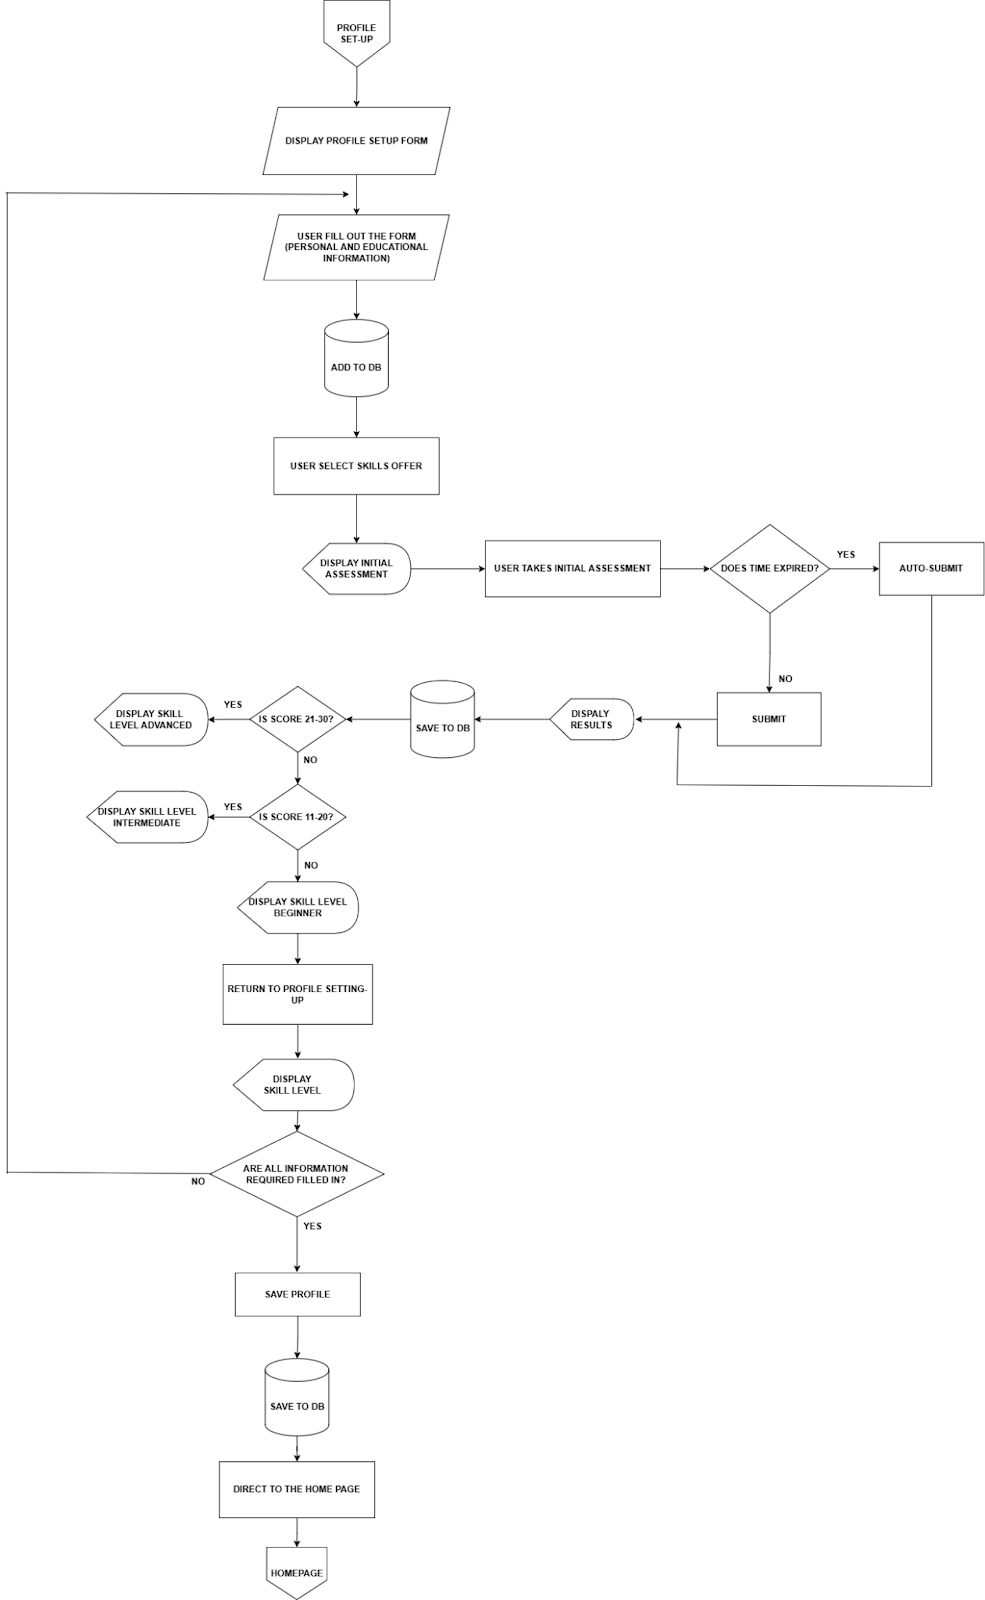 PROFILE
SET-UP
DISPLAY PROFILE SETUP FORM
USER FILL OUT THE FORM
(PERSONAL AND EDUCATIONAL
INFORMATION)
ADD TO DB
USER SELECT SKILLS OFFER
DISPLAY INITIAL
ASSESSMENT
USER TAKES INITIAL ASSESSMENT
DOES TIME EXPIRED?
YES
AUTO-SUBMIT
NO
SUBMIT
DISPALY
RESULTS
SAVE TO DB
IS SCORE 21-30?
YES
DISPLAY SKILL
LEVEL ADVANCED
NO
IS SCORE 11-20?
YES
DISPLAY SKILL LEVEL
INTERMEDIATE
NO
DISPLAY SKILL LEVEL
BEGINNER
RETURN TO PROFILE SETTING-
UP
DISPLAY
SKILL LEVEL
ARE ALL INFORMATION
REQUIRED FILLED IN?
NO
YES
SAVE PROFILE
SAVE TO DB
DIRECT TO THE HOME PAGE
HOMEPAGE